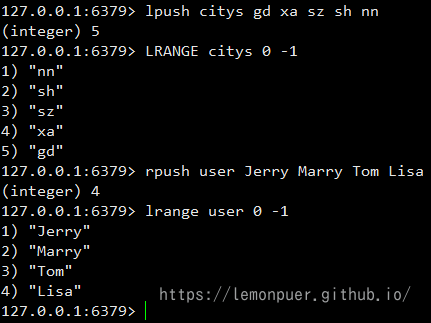 127.0.0.1:6379> lpush citys gd xa sz sh nn
(integer) 5
127.0.0.1:6379> LRANGE citys 0 -1
1) "nn"
2) "sh"
3) "sz"
4) "xa"
5) "gd"
127.0.0.1:6379> rpush user Jerry Marry Tom Lisa
(integer) 4
127.0.0.1:6379> lrange user 0 -1
1) "Jerry"
2) "Marry"
3) "Tom"
4) "Lisa"
https://lemonpuer.github.io/
127.0.0.1:6379>